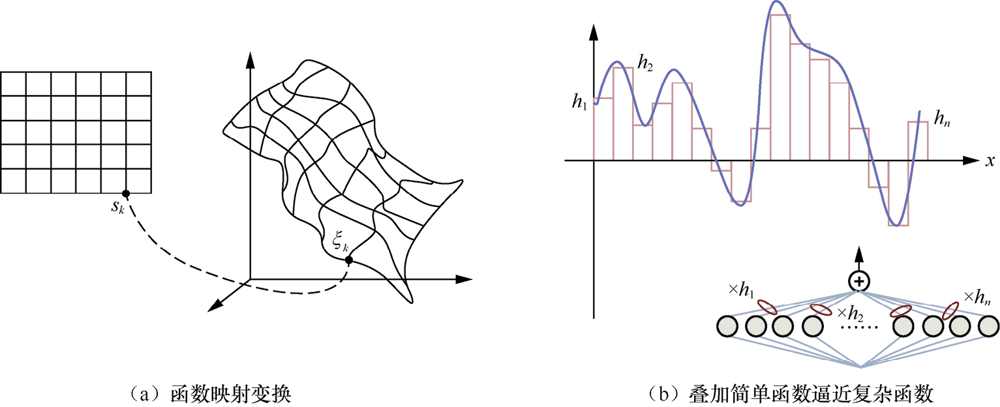 s_k
ξ_k
h_1
h_2
h_n
x
×h_1
×h_2
……
×h_n
+
（a）函数映射变换
（b）叠加简单函数逼近复杂函数